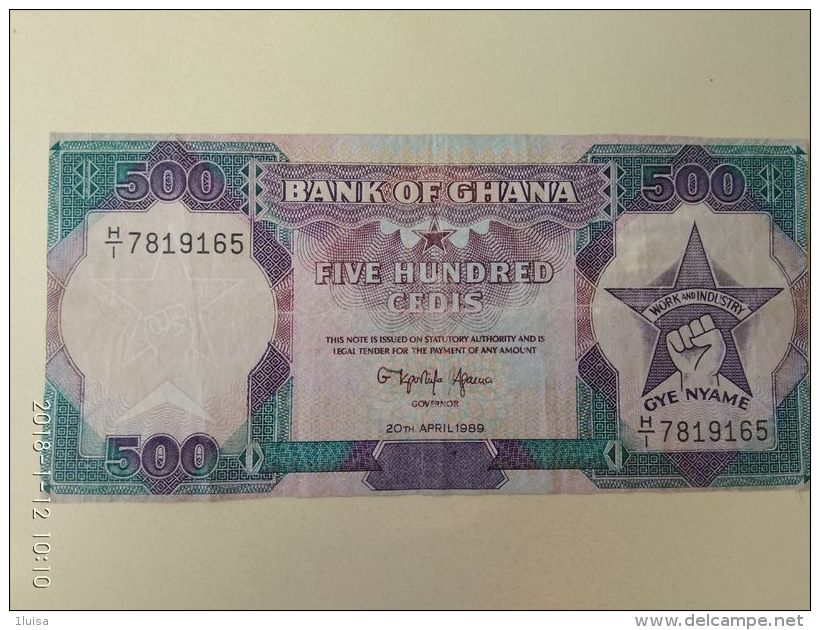 500
500
BANK OF GHANA
H/I 7819165
FIVE HUNDRED
CEDIS
WORK AND INDUSTRY
THIS NOTE IS ISSUED ON STATUTORY AUTHORITY AND IS
LEGAL TENDER FOR THE PAYMENT OF ANY AMOUNT
GOVERNOR
GYE NYAME
20TH APRIL 1989
H/I 7819165
500
2018-1-12 10:10
1luisa
www.delcampe.net